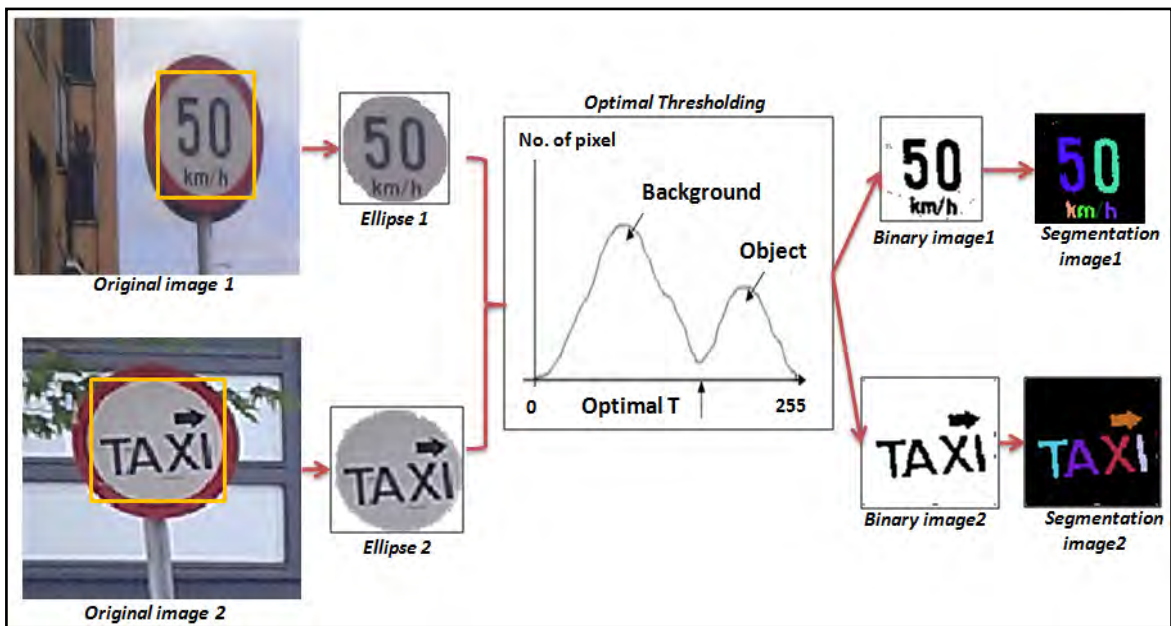 50
km/h
Original image 1
50
km/h
Ellipse 1
TAXI
Original image 2
TAXI
Ellipse 2
Optimal Thresholding
No. of pixel
Background
Object
0
Optimal T
255
50
km/h
Binary image1
50
km/h
Segmentation
image1
TAXI
Binary image2
TAXI
Segmentation
image2